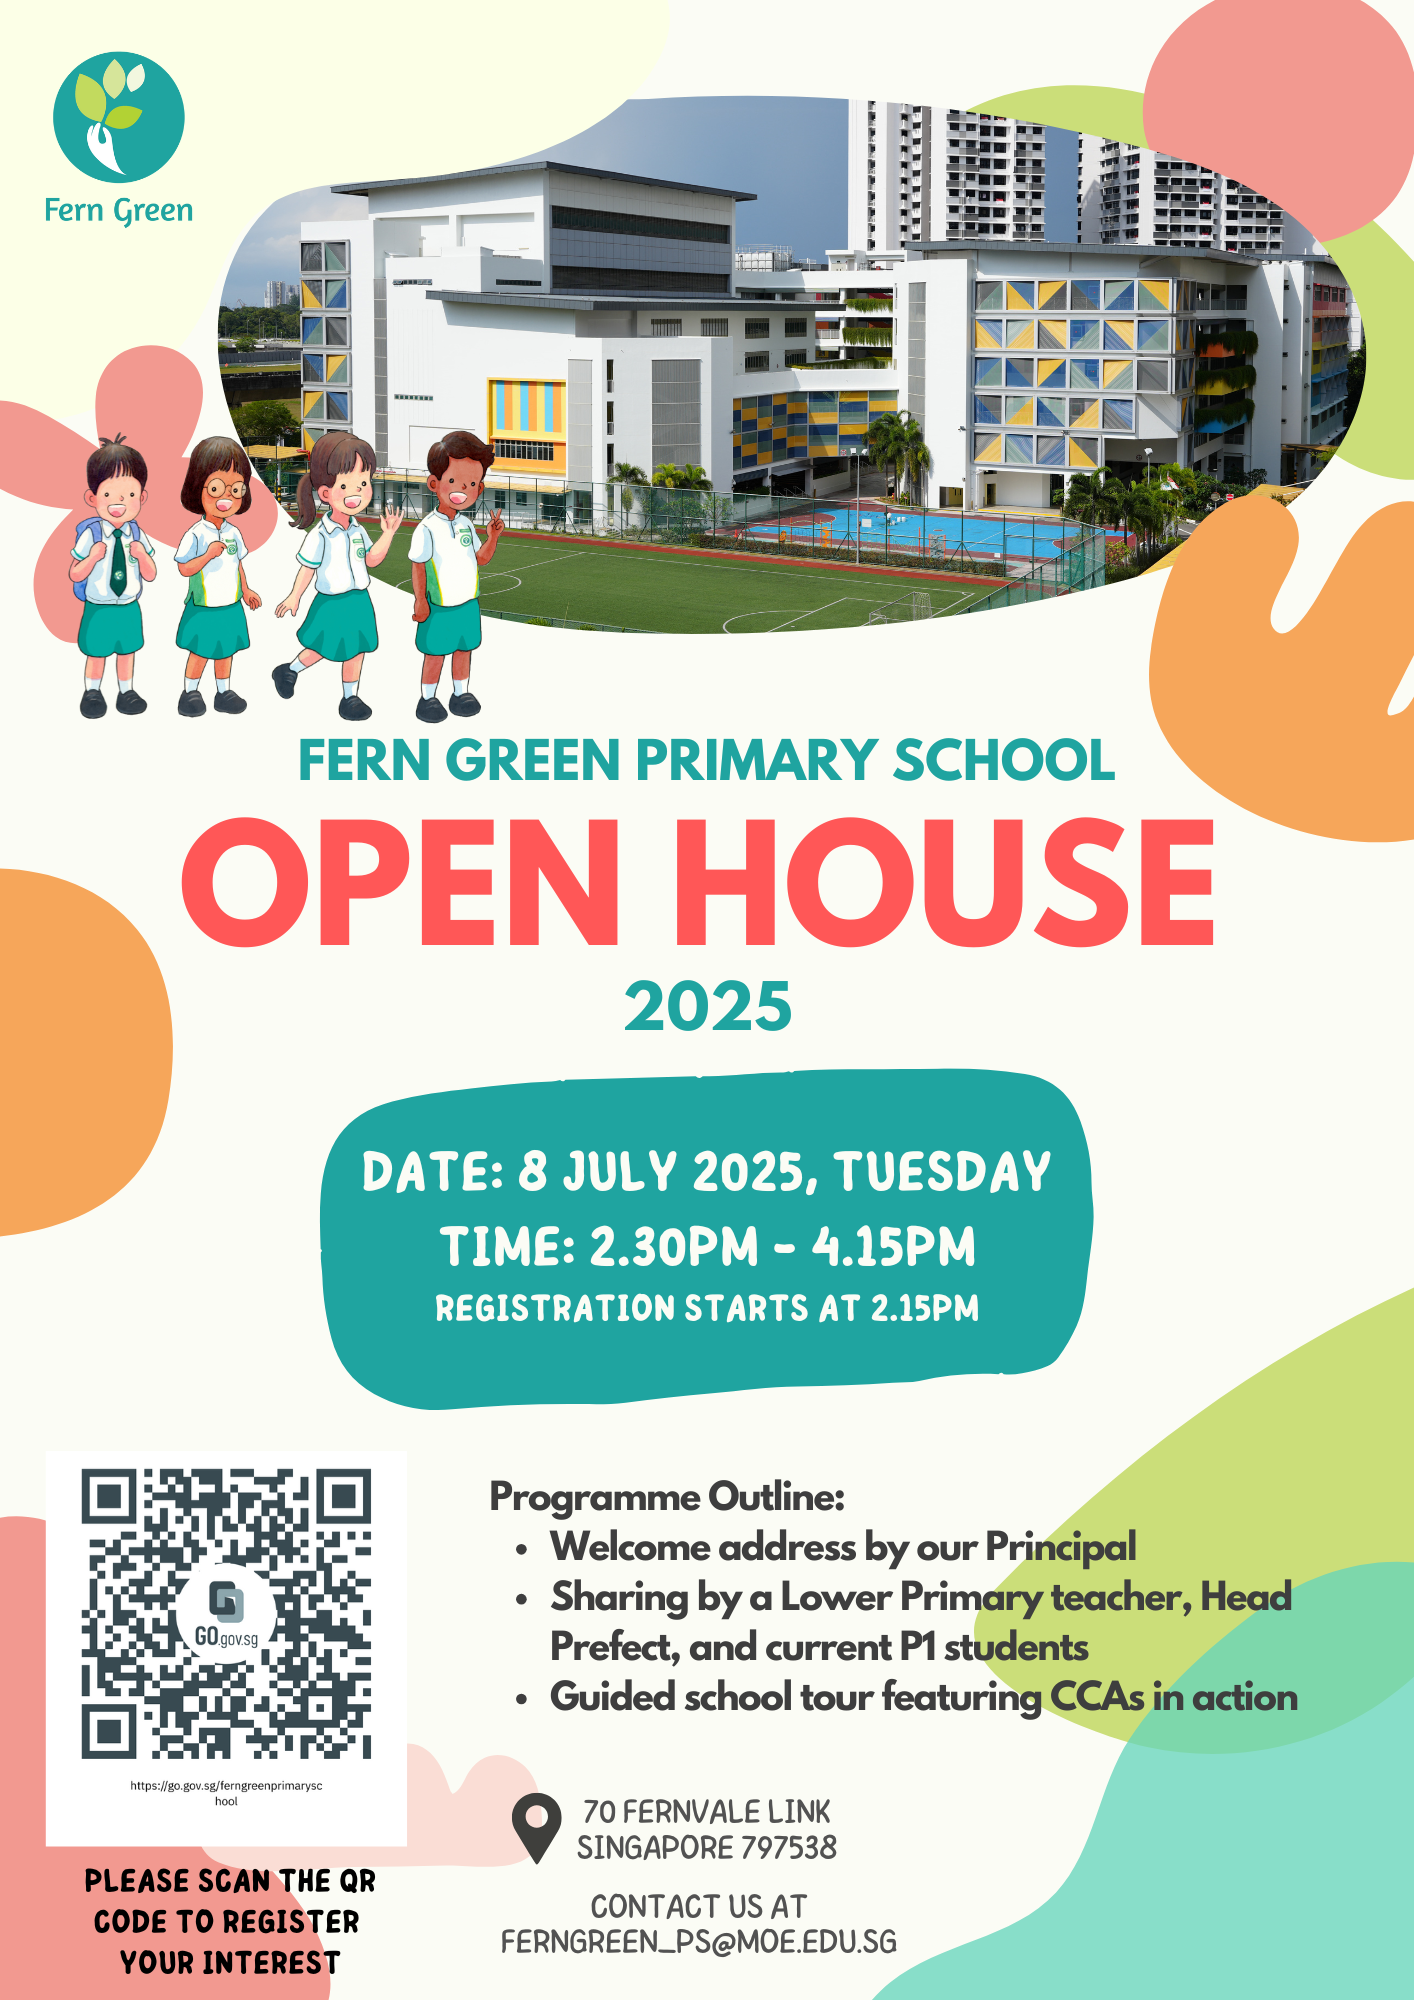 Fern Green
FERN GREEN PRIMARY SCHOOL
OPEN HOUSE
2025
DATE: 8 JULY 2025, TUESDAY
TIME: 2.30PM - 4.15PM
REGISTRATION STARTS AT 2.15PM
GO.gov.sg
https://go.gov.sg/ferngreenprimarysc
hool
PLEASE SCAN THE QR
CODE TO REGISTER
YOUR INTEREST
Programme Outline:
• Welcome address by our Principal
• Sharing by a Lower Primary teacher, Head
Prefect, and current P1 students
• Guided school tour featuring CCAs in action
70 FERNVALE LINK
SINGAPORE 797538
CONTACT US AT
FERNGREEN_PS@MOE.EDU.SG